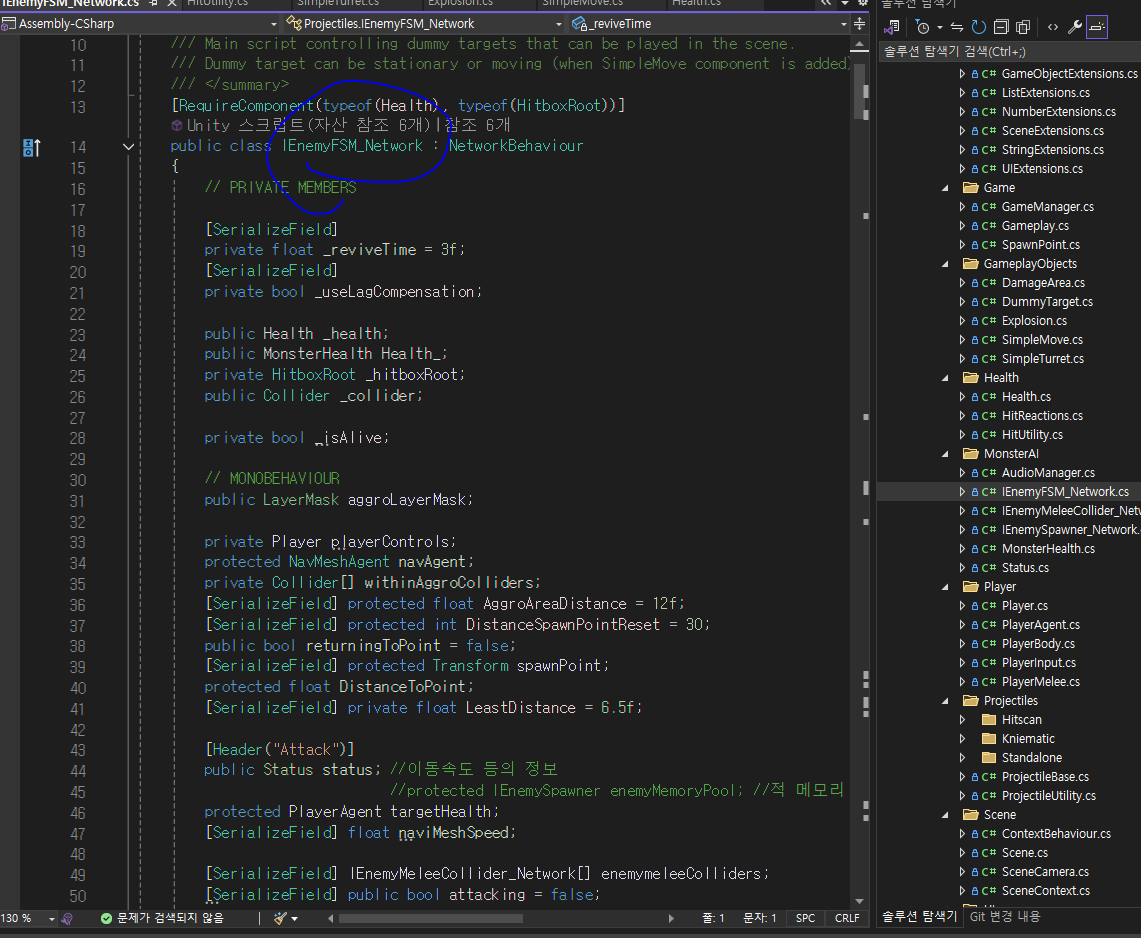 IEnemyFSM_Network.cs HitUtility.cs SimpleTurret.cs Explosion.cs SimpleMove.cs Health.cs
Assembly-CSharp Projectiles.IEnemyFSM_Network _reviveTime
10 /// Main script controlling dummy targets that can be played in the scene.
11 /// Dummy target can be stationary or moving (when SimpleMove component is added)
12 /// </summary>
13 [RequireComponent(typeof(Health), typeof(HitboxRoot))]
Unity 스크립트(자산 참조 6개)|참조 6개
14 public class IEnemyFSM_Network : NetworkBehaviour
15 {
16 // PRIVATE MEMBERS
17
18 [SerializeField]
19 private float _reviveTime = 3f;
20 [SerializeField]
21 private bool _useLagCompensation;
22
23 public Health _health;
24 public MonsterHealth Health_;
25 private HitboxRoot _hitboxRoot;
26 public Collider _collider;
27
28 private bool _isAlive;
29
30 // MONOBEHAVIOUR
31 public LayerMask aggroLayerMask;
32
33 private Player playerControls;
34 protected NavMeshAgent navAgent;
35 private Collider[] withinAggroColliders;
36 [SerializeField] protected float AggroAreaDistance = 12f;
37 [SerializeField] protected int DistanceSpawnPointReset = 30;
38 public bool returningToPoint = false;
39 [SerializeField] protected Transform spawnPoint;
40 protected float DistanceToPoint;
41 [SerializeField] private float LeastDistance = 6.5f;
42
43 [Header("Attack")]
44 public Status status; //이동속도 등의 정보
45 //protected IEnemySpawner enemyMemoryPool; //적 메모리
46 protected PlayerAgent targetHealth;
47 [SerializeField] float naviMeshSpeed;
48
49 [SerializeField] IEnemyMeleeCollider_Network[] enemymeleeColliders;
50 [SerializeField] public bool attacking = false;
130 % 문제가 검색되지 않음 줄: 1 문자: 1 SPC CRLF
솔루션 탐색기
솔루션 탐색기 검색(Ctrl+;)
C# GameObjectExtensions.cs
C# ListExtensions.cs
C# NumberExtensions.cs
C# SceneExtensions.cs
C# StringExtensions.cs
C# UIExtensions.cs
Game
C# GameManager.cs
C# Gameplay.cs
C# SpawnPoint.cs
GameplayObjects
C# DamageArea.cs
C# DummyTarget.cs
C# Explosion.cs
C# SimpleMove.cs
C# SimpleTurret.cs
Health
C# Health.cs
C# HitReactions.cs
C# HitUtility.cs
MonsterAI
C# AudioManager.cs
C# IEnemyFSM_Network.cs
C# IEnemyMeleeCollider_Netw
C# IEnemySpawner_Network.
C# MonsterHealth.cs
C# Status.cs
Player
C# Player.cs
C# PlayerAgent.cs
C# PlayerBody.cs
C# PlayerInput.cs
C# PlayerMelee.cs
Projectiles
Hitscan
Kniematic
Standalone
C# ProjectileBase.cs
C# ProjectileUtility.cs
Scene
C# ContextBehaviour.cs
C# Scene.cs
C# SceneCamera.cs
C# SceneContext.cs
솔루션 탐색기 Git 변경 내용